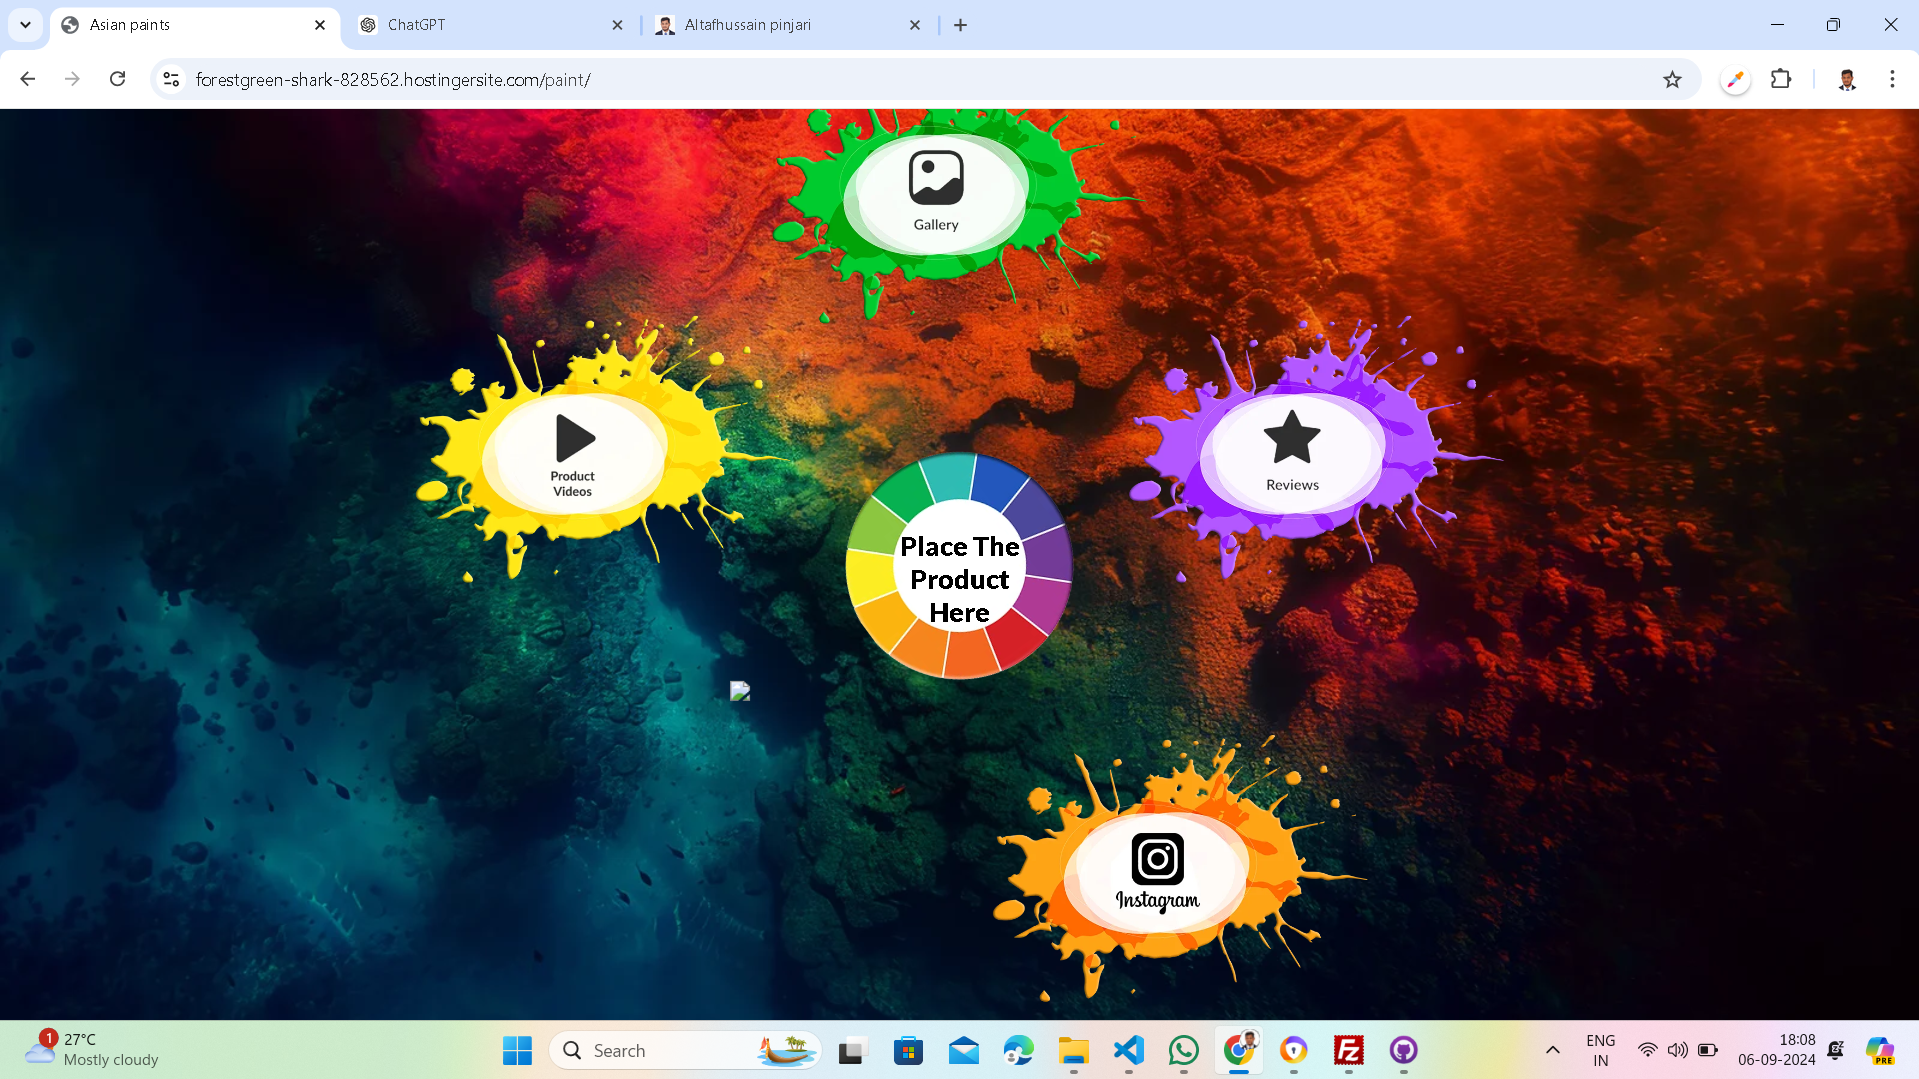 Asian paints
ChatGPT
Altafhussain pinjari
forestgreen-shark-828562.hostingersite.com/paint/
Gallery
Product
Videos
Reviews
Place The
Product
Here
Instagram
1
27°C
Mostly cloudy
Search
PRE
ENG
IN
18:08
06-09-2024